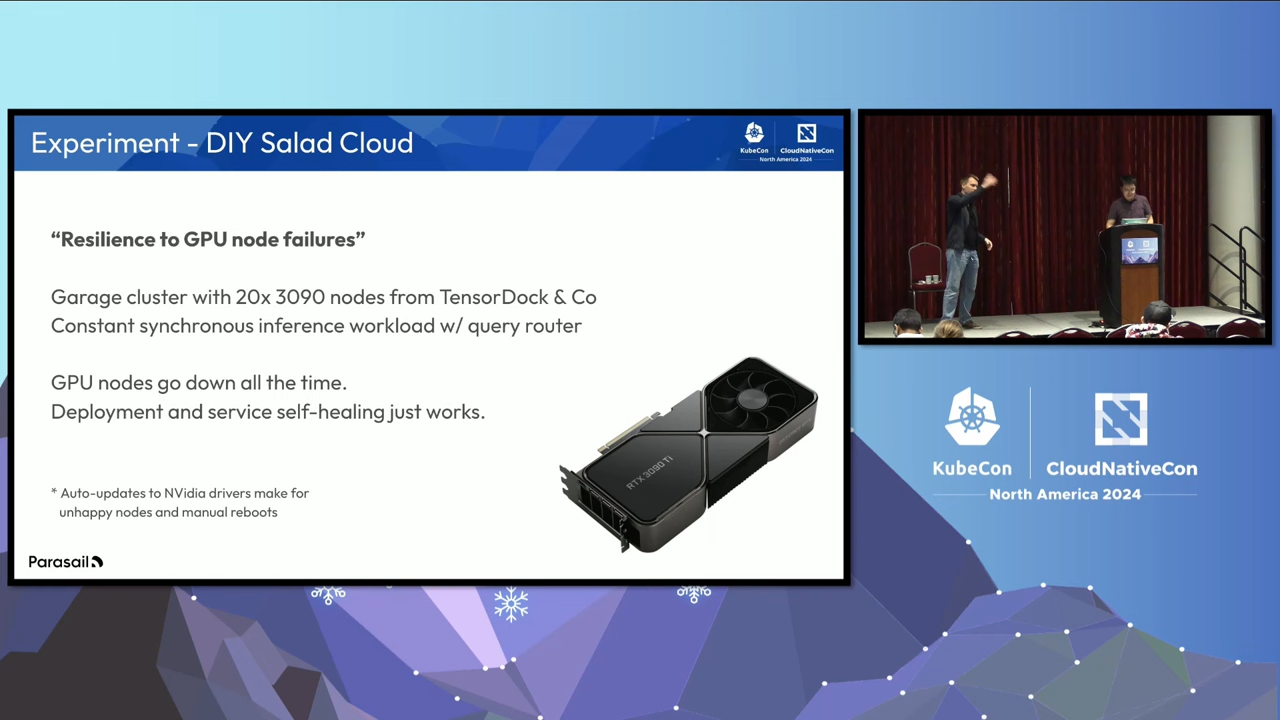 Experiment - DIY Salad Cloud
KubeCon
CloudNativeCon
North America 2024
“Resilience to GPU node failures”
Garage cluster with 20x 3090 nodes from TensorDock & Co
Constant synchronous inference workload w/ query router
GPU nodes go down all the time.
Deployment and service self-healing just works.
RTX 3090 Ti
* Auto-updates to NVidia drivers make for
unhappy nodes and manual reboots
Parasail
KubeCon
CloudNativeCon
North America 2024